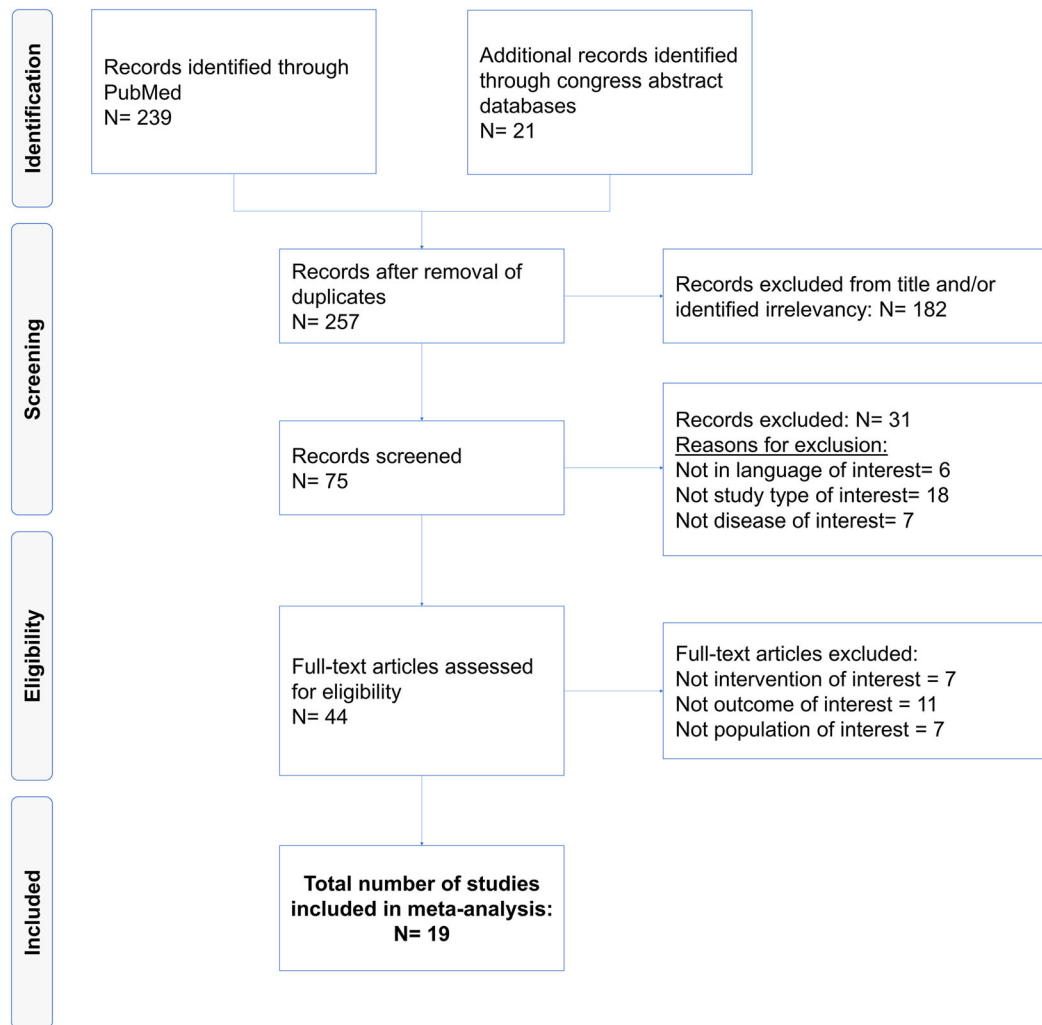 Identification
Records identified through
PubMed
N= 239
Additional records identified
through congress abstract
databases
N= 21
Screening
Records after removal of
duplicates
N= 257
Records excluded from title and/or
identified irrelevancy: N= 182
Records screened
N= 75
Records excluded: N= 31
Reasons for exclusion:
Not in language of interest= 6
Not study type of interest= 18
Not disease of interest= 7
Eligibility
Full-text articles assessed
for eligibility
N= 44
Full-text articles excluded:
Not intervention of interest = 7
Not outcome of interest = 11
Not population of interest = 7
Included
Total number of studies
included in meta-analysis:
N= 19